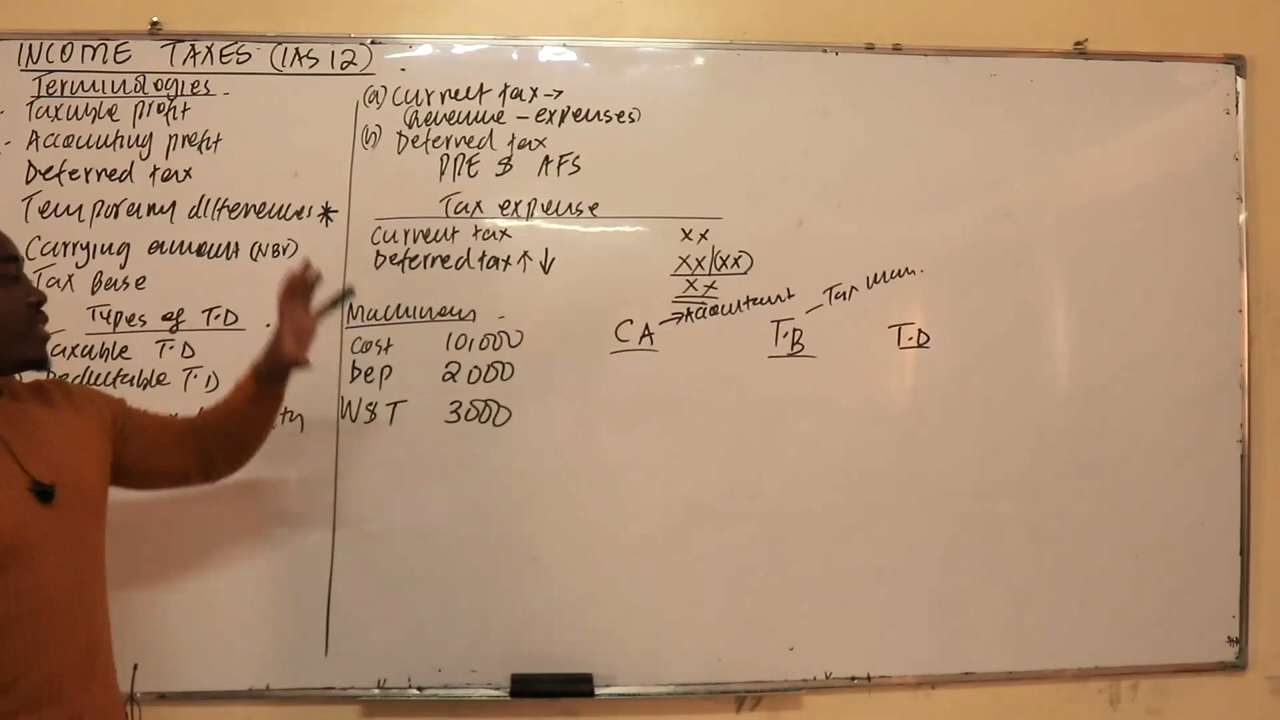 INCOME TAXES (IAS 12)
Terminologies
Taxable profit
Accounting profit
Deferred tax
Temporary differences *
Carrying amount (NBV)
Tax Base
Types of T.D
Taxable T.D
Deductable T.D
(a) Current tax →
(Revenue - expenses)
(b) Deferred tax
PPE $ AFS
Tax expense
Current tax xx
Deferred tax ↑ ↓ xx/(xx)
xx
Machinery
Cost 10,000
Dep 2000
W$T 3000
CA → Accountant
T.B - Tax man.
T.D